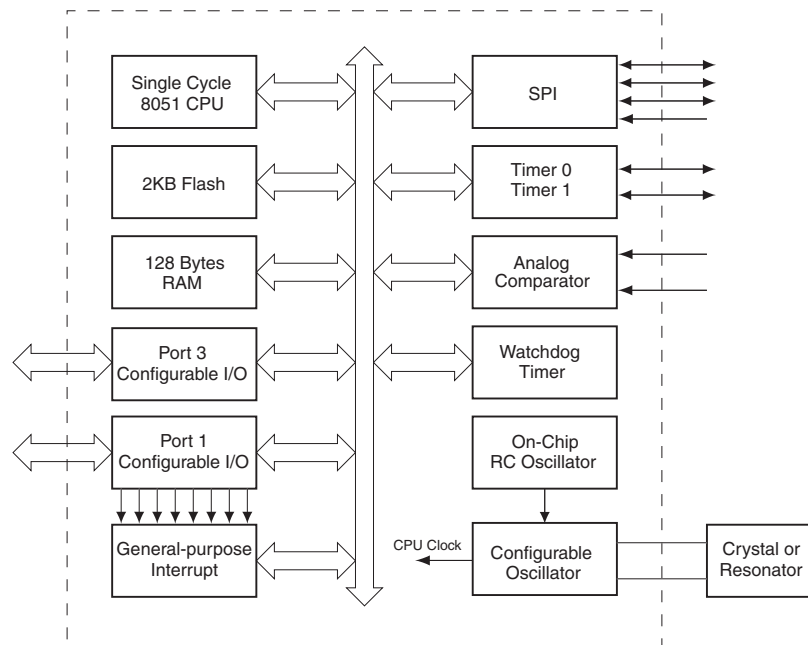 Single Cycle
8051 CPU
SPI
2KB Flash
Timer 0
Timer 1
128 Bytes
RAM
Analog
Comparator
Port 3
Configurable I/O
Watchdog
Timer
Port 1
Configurable I/O
On-Chip
RC Oscillator
General-purpose
Interrupt
CPU Clock
Configurable
Oscillator
Crystal or
Resonator